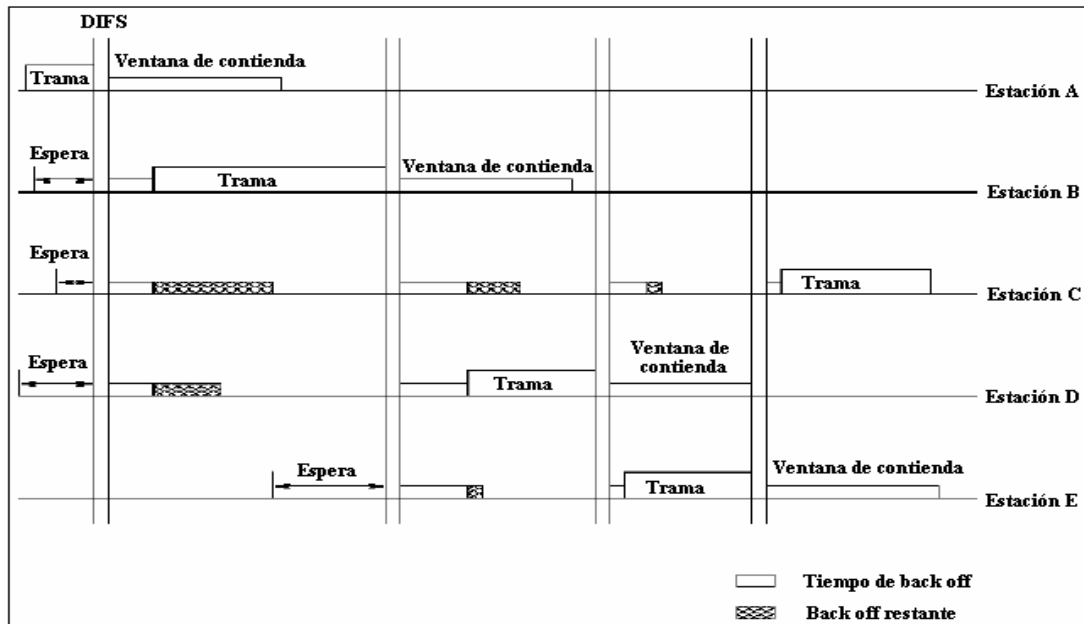 DIFS
Ventana de contienda
Trama
Estación A
Espera
Trama
Ventana de contienda
Estación B
Espera
Trama
Estación C
Espera
Trama
Ventana de
contienda
Estación D
Espera
Trama
Ventana de contienda
Estación E
Tiempo de back off
Back off restante